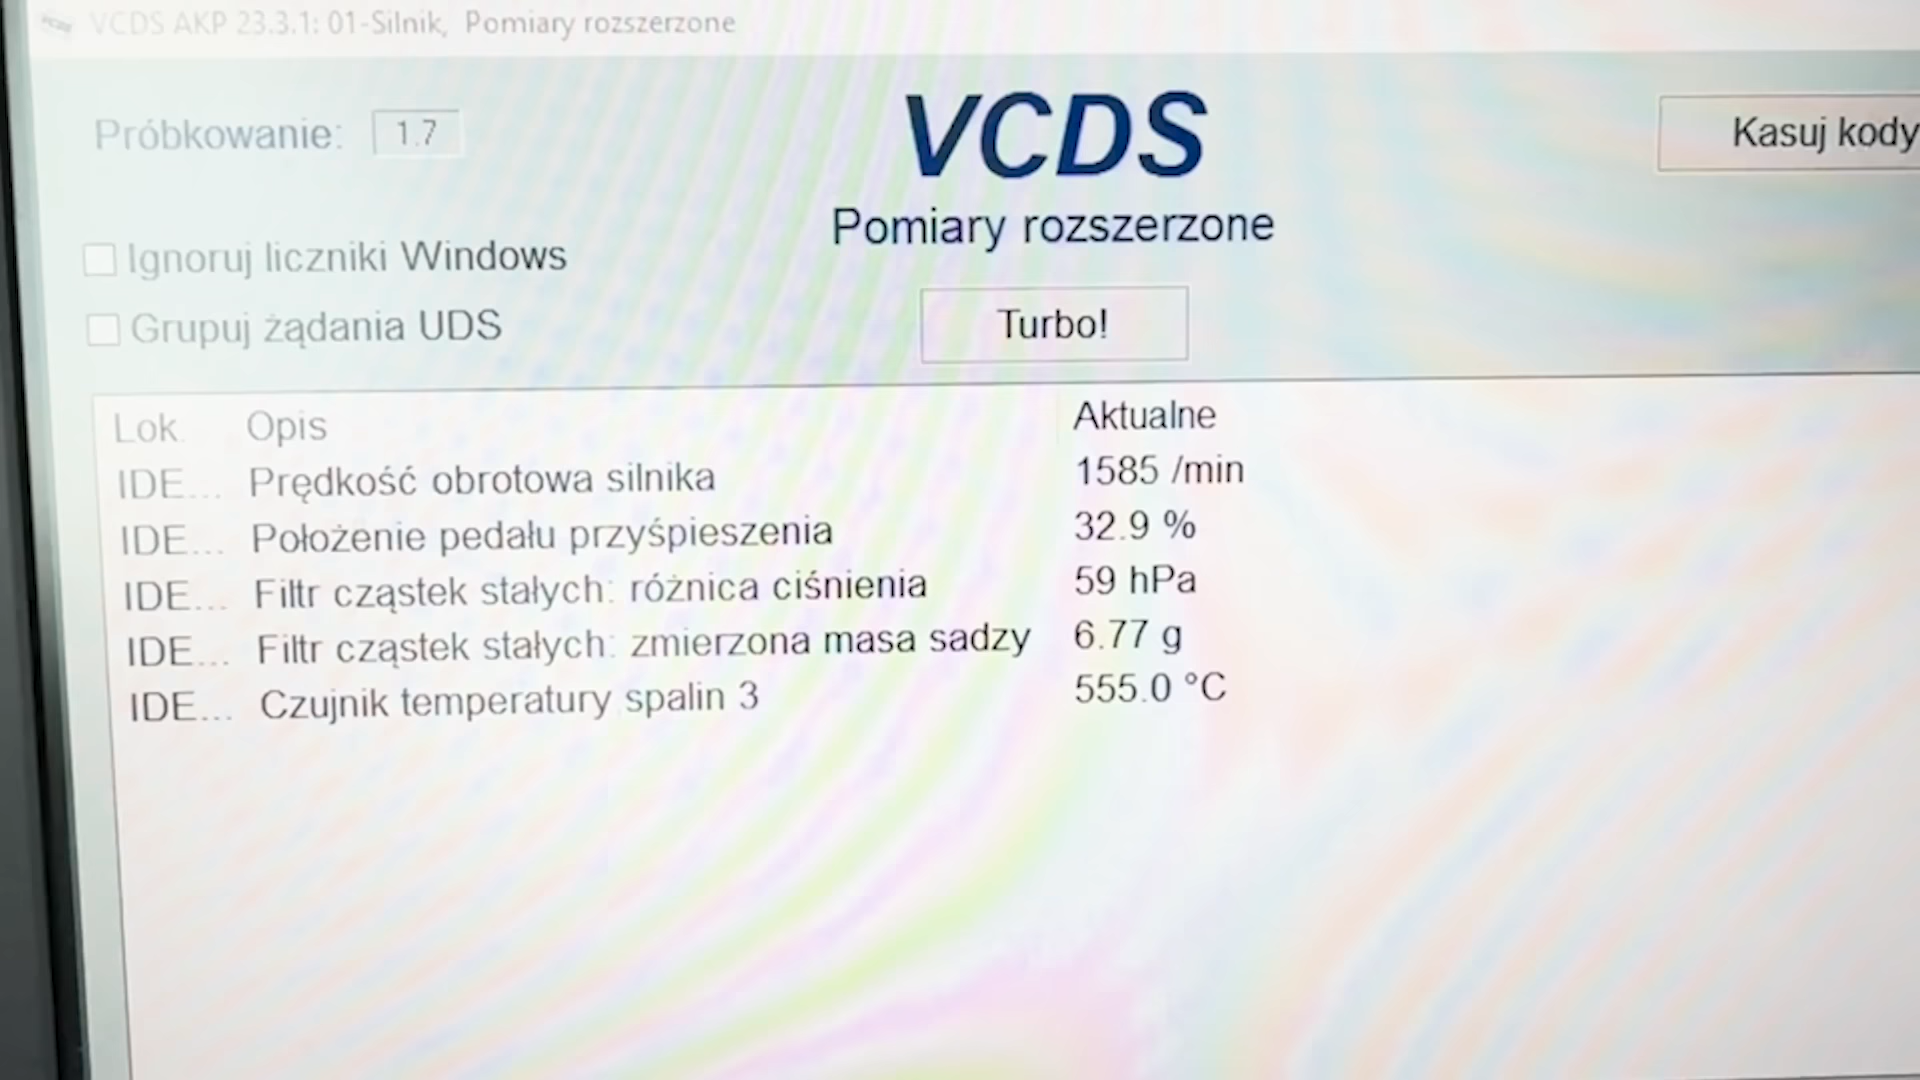 VCDS AKP 23.3.1: 01-Silnik, Pomiary rozszerzone
Próbkowanie: 1.7
VCDS
Kasuj kody
Pomiary rozszerzone
Ignoruj liczniki Windows
Grupuj żądania UDS
Turbo!
Lok. Opis Aktualne
IDE... Prędkość obrotowa silnika 1585 /min
IDE... Położenie pedału przyśpieszenia 32.9 %
IDE... Filtr cząstek stałych: różnica ciśnienia 59 hPa
IDE... Filtr cząstek stałych: zmierzona masa sadzy 6.77 g
IDE... Czujnik temperatury spalin 3 555.0 °C